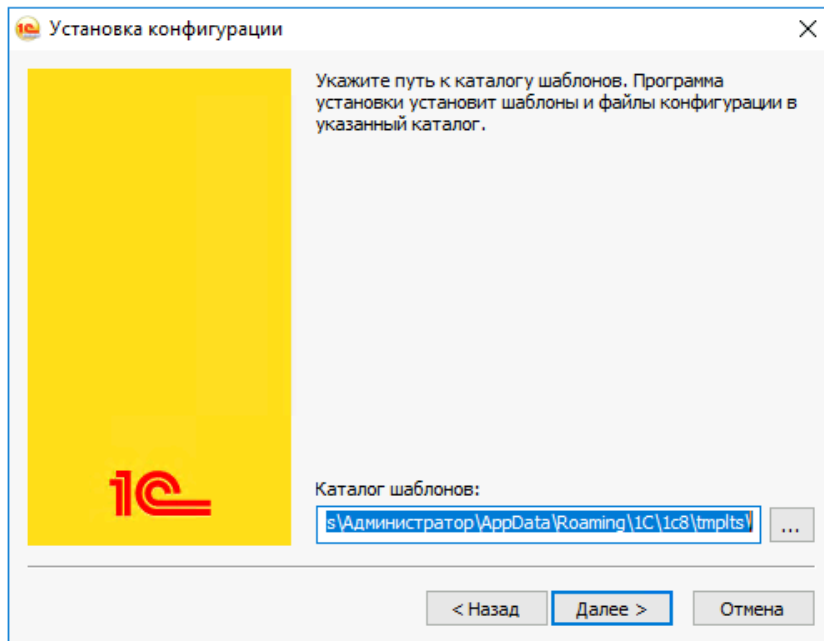 Установка конфигурации
Укажите путь к каталогу шаблонов. Программа
установки установит шаблоны и файлы конфигурации в
указанный каталог.
1С
Каталог шаблонов:
s\Администратор\AppData\Roaming\1C\1c8\tmplts\
...
< Назад
Далее >
Отмена